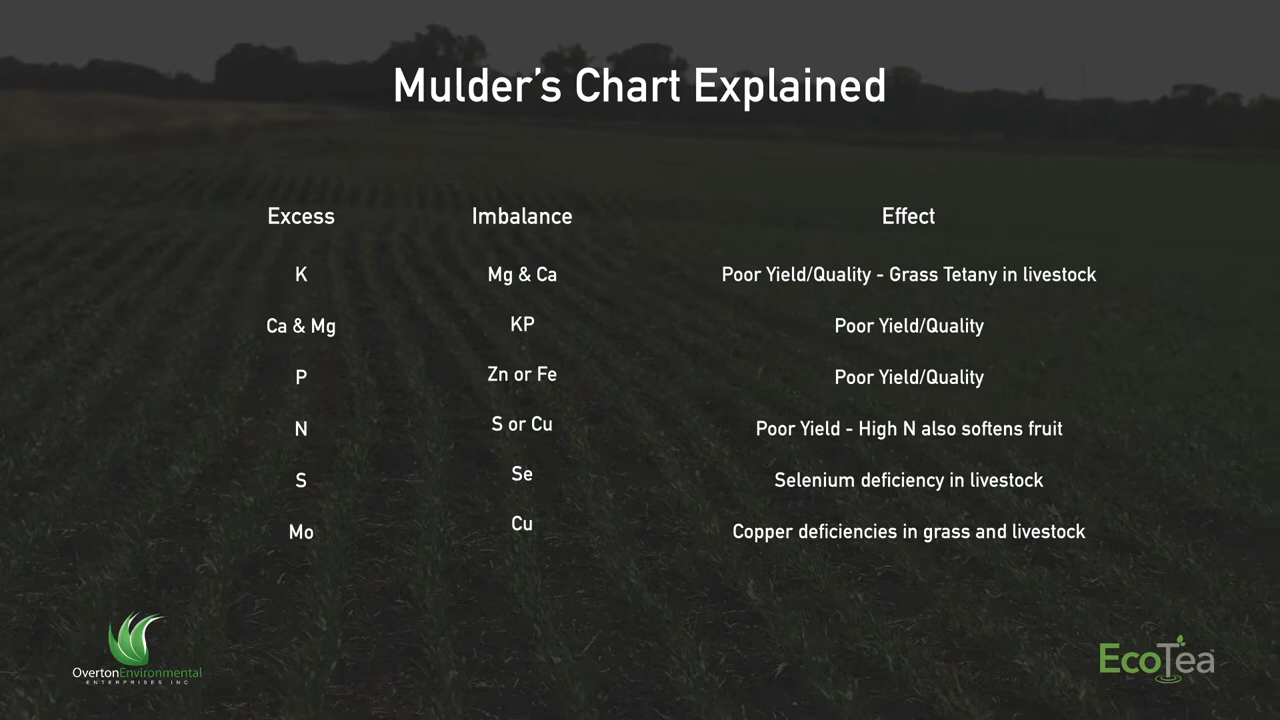 Mulder's Chart Explained
Excess Imbalance Effect
K Mg & Ca Poor Yield/Quality - Grass Tetany in livestock
Ca & Mg KP Poor Yield/Quality
P Zn or Fe Poor Yield/Quality
N S or Cu Poor Yield - High N also softens fruit
S Se Selenium deficiency in livestock
Mo Cu Copper deficiencies in grass and livestock
OvertonEnvironmental
ENTERPRISES INC
EcoTea